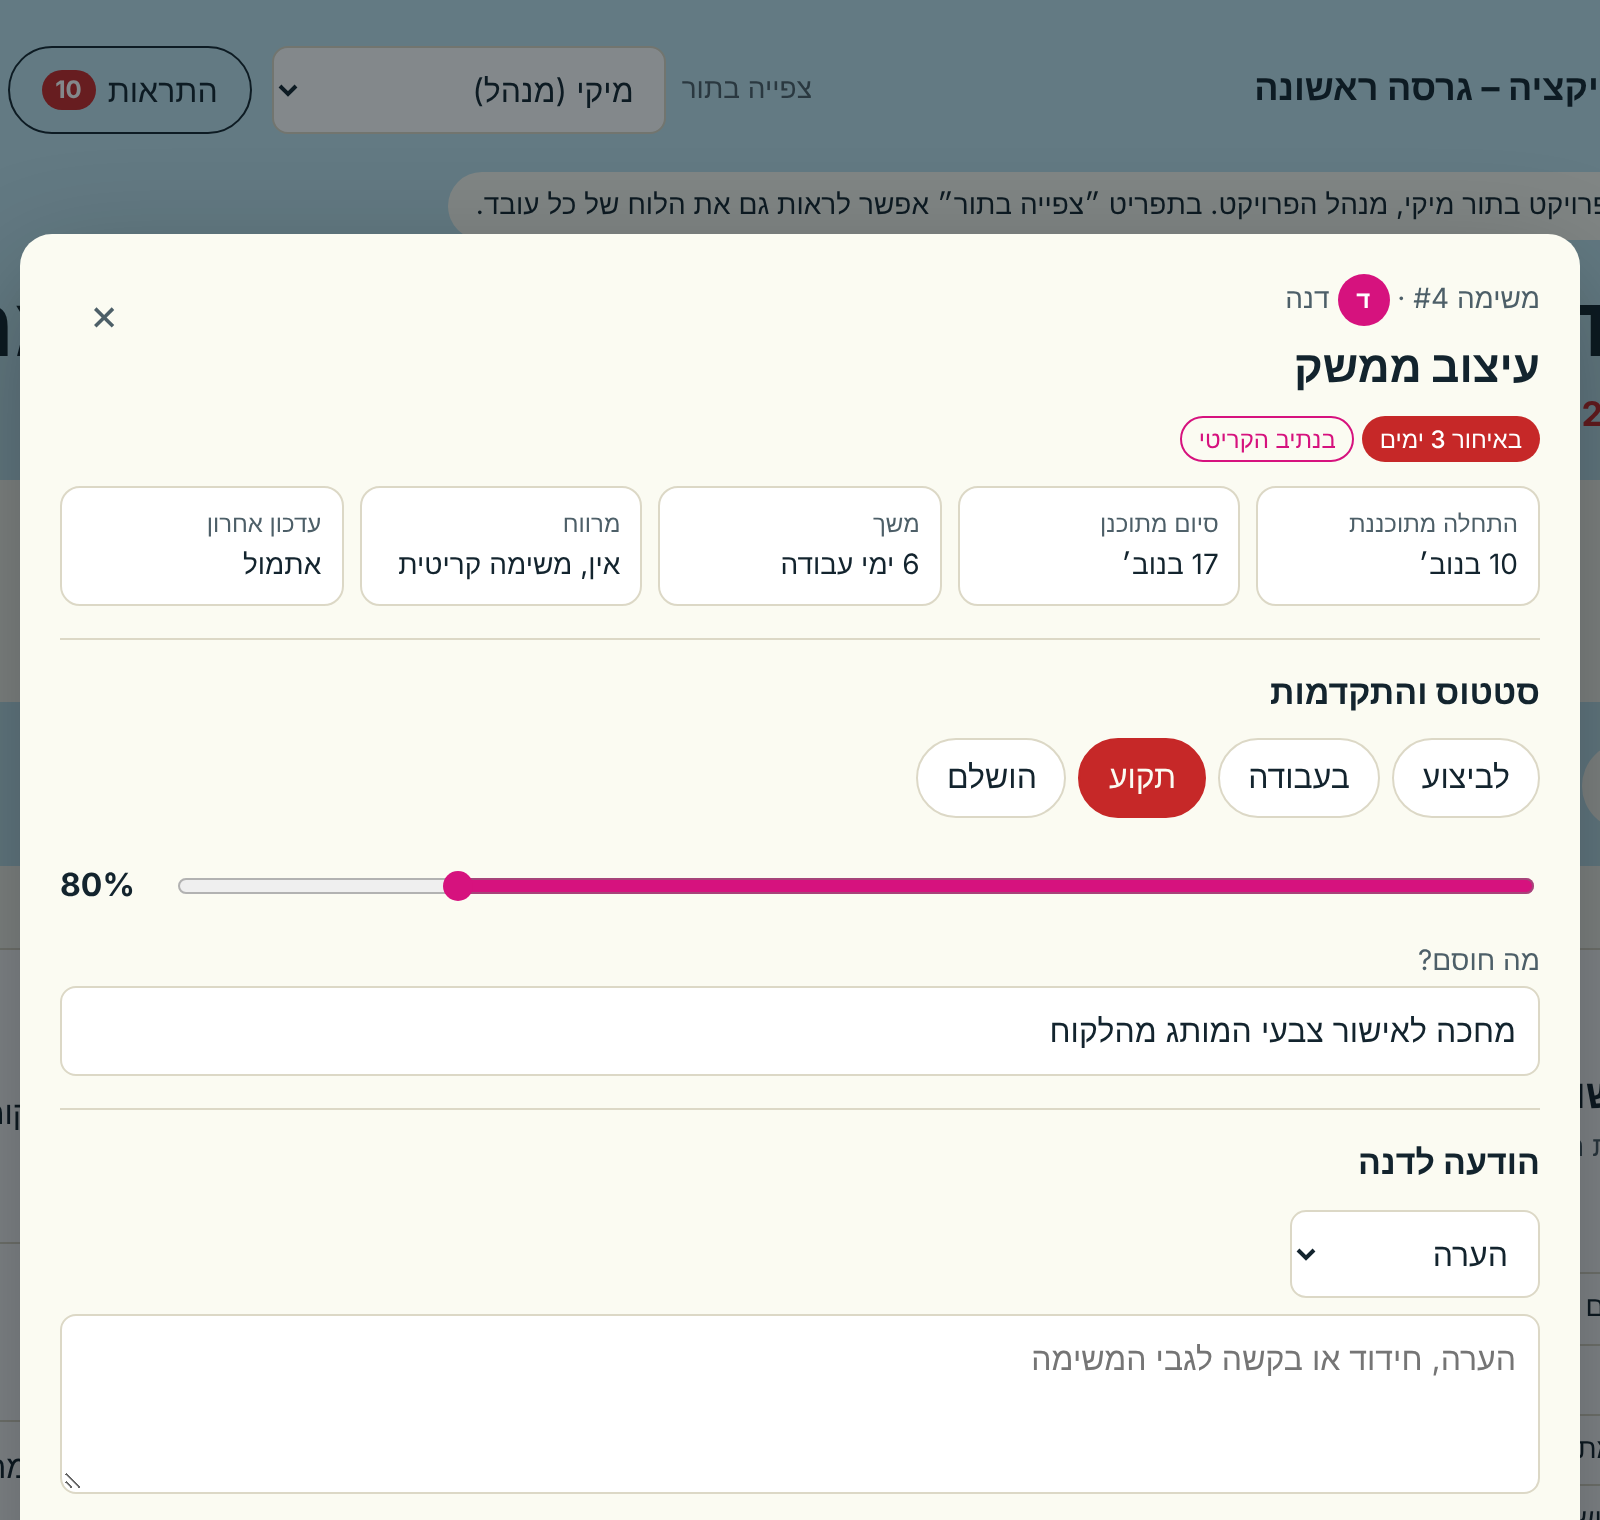 יקציה – גרסה ראשונה
צפייה בתור
מיקי (מנהל)
התראות 10
פרויקט בתור מיקי, מנהל הפרויקט. בתפריט ״צפייה בתור״ אפשר לראות גם את הלוח של כל עובד.
משימה #4 · ד דנה
×
עיצוב ממשק
באיחור 3 ימים
בנתיב הקריטי
התחלה מתוכננת
10 בנוב׳
סיום מתוכנן
17 בנוב׳
משך
6 ימי עבודה
מרווח
אין, משימה קריטית
עדכון אחרון
אתמול
סטטוס והתקדמות
לביצוע
בעבודה
תקוע
הושלם
80%
מה חוסם?
מחכה לאישור צבעי המותג מהלקוח
הודעה לדנה
הערה
הערה, חידוד או בקשה לגבי המשימה